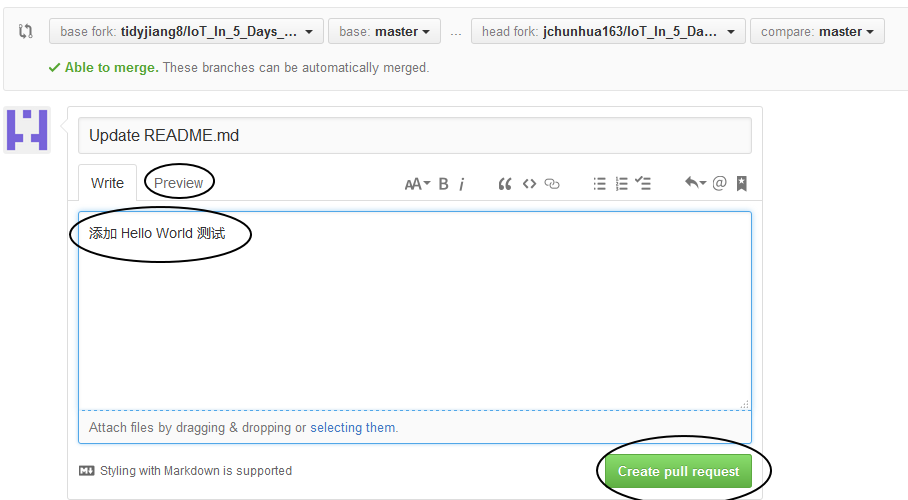 base fork: tidyjiang8/IoT_In_5_Days_... base: master ... head fork: jchunhua163/IoT_In_5_Da... compare: master
Able to merge. These branches can be automatically merged.
Update README.md
Write Preview AA B i
添加 Hello World 测试
Attach files by dragging & dropping or selecting them.
Styling with Markdown is supported Create pull request